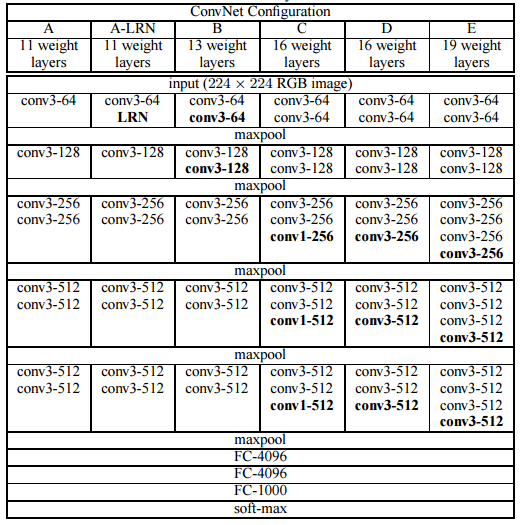 ConvNet Configuration
A A-LRN B C D E
11 weight 11 weight 13 weight 16 weight 16 weight 19 weight
layers layers layers layers layers layers
input (224 × 224 RGB image)
conv3-64 conv3-64 conv3-64 conv3-64 conv3-64 conv3-64
LRN conv3-64 conv3-64 conv3-64 conv3-64
maxpool
conv3-128 conv3-128 conv3-128 conv3-128 conv3-128 conv3-128
conv3-128 conv3-128 conv3-128 conv3-128
maxpool
conv3-256 conv3-256 conv3-256 conv3-256 conv3-256 conv3-256
conv3-256 conv3-256 conv3-256 conv3-256 conv3-256 conv3-256
conv1-256 conv3-256 conv3-256
conv3-256
maxpool
conv3-512 conv3-512 conv3-512 conv3-512 conv3-512 conv3-512
conv3-512 conv3-512 conv3-512 conv3-512 conv3-512 conv3-512
conv1-512 conv3-512 conv3-512
conv3-512
maxpool
conv3-512 conv3-512 conv3-512 conv3-512 conv3-512 conv3-512
conv3-512 conv3-512 conv3-512 conv3-512 conv3-512 conv3-512
conv1-512 conv3-512 conv3-512
conv3-512
maxpool
FC-4096
FC-4096
FC-1000
soft-max